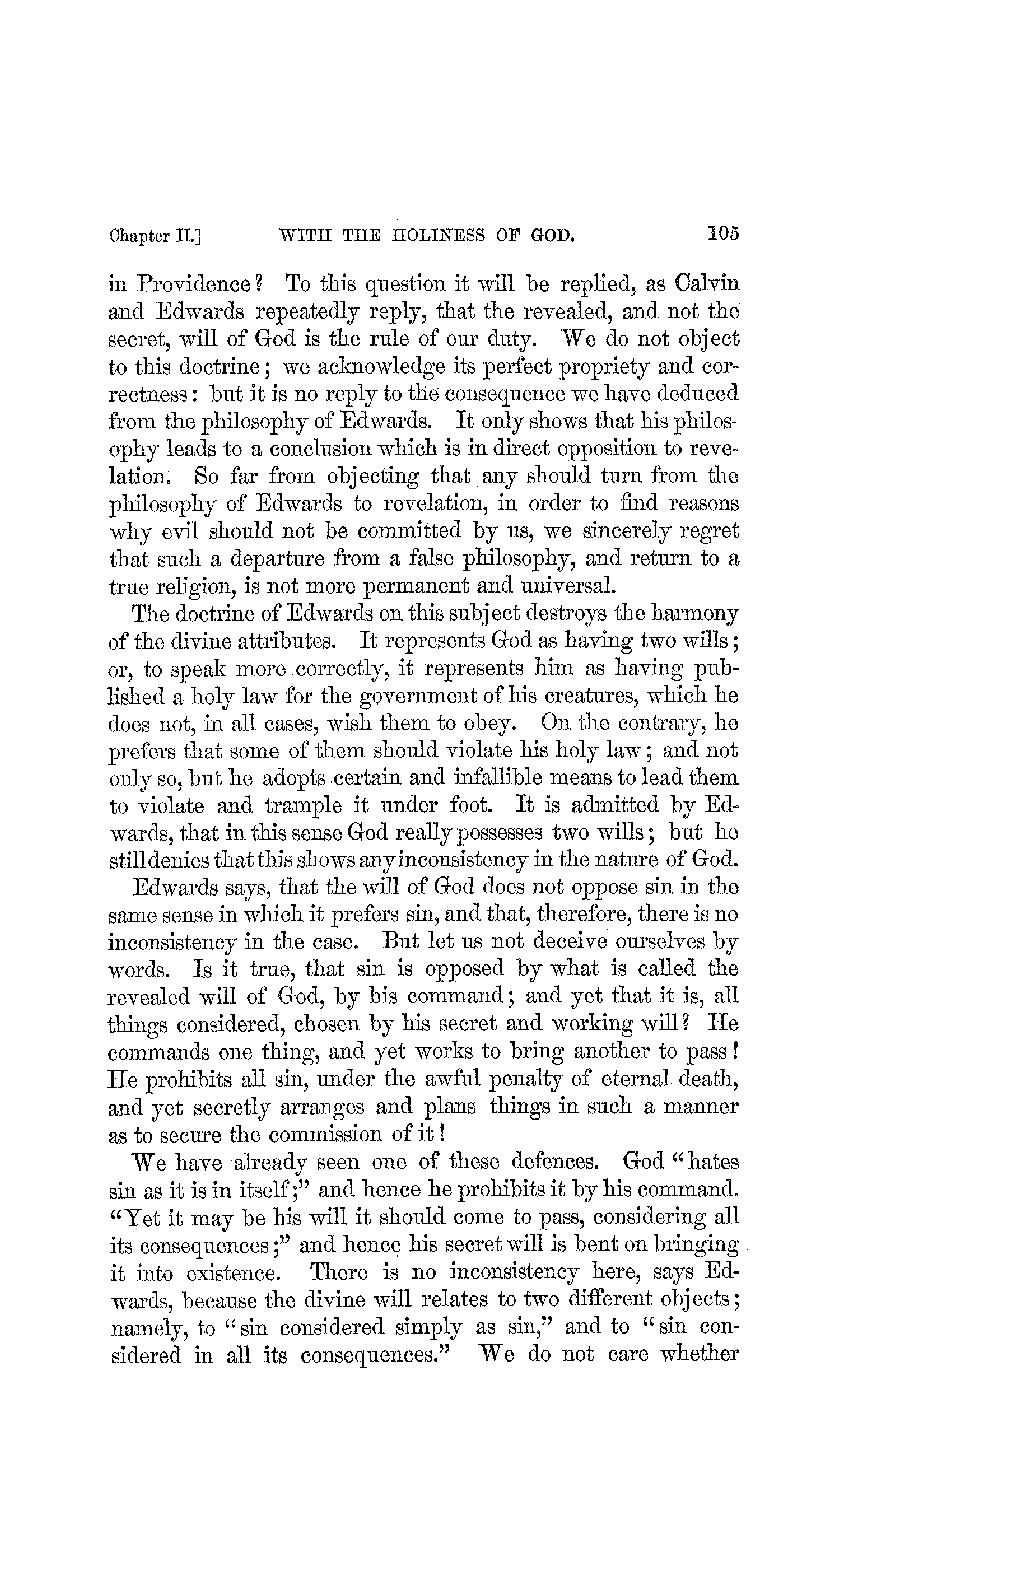 Chapter II.] WITH THE HOLINESS OF GOD. 105
in Providence? To this question it will be replied, as Calvin
and Edwards repeatedly reply, that the revealed, and not the
secret, will of God is the rule of our duty. We do not object
to this doctrine; we acknowledge its perfect propriety and cor-
rectness: but it is no reply to the consequence we have deduced
from the philosophy of Edwards. It only shows that his philos-
ophy leads to a conclusion which is in direct opposition to reve-
lation. So far from objecting that any should turn from the
philosophy of Edwards to revelation, in order to find reasons
why evil should not be committed by us, we sincerely regret
that such a departure from a false philosophy, and return to a
true religion, is not more permanent and universal.
The doctrine of Edwards on this subject destroys the harmony
of the divine attributes. It represents God as having two wills;
or, to speak more correctly, it represents him as having pub-
lished a holy law for the government of his creatures, which he
does not, in all cases, wish them to obey. On the contrary, he
prefers that some of them should violate his holy law; and not
only so, but he adopts certain and infallible means to lead them
to violate and trample it under foot. It is admitted by Ed-
wards, that in this sense God really possesses two wills; but he
still denies that this shows any inconsistency in the nature of God.
Edwards says, that the will of God does not oppose sin in the
same sense in which it prefers sin, and that, therefore, there is no
inconsistency in the case. But let us not deceive ourselves by
words. Is it true, that sin is opposed by what is called the
revealed will of God, by his command; and yet that it is, all
things considered, chosen by his secret and working will? He
commands one thing, and yet works to bring another to pass!
He prohibits all sin, under the awful penalty of eternal death,
and yet secretly arranges and plans things in such a manner
as to secure the commission of it!
We have already seen one of these defences. God "hates
sin as it is in itself;" and hence he prohibits it by his command.
"Yet it may be his will it should come to pass, considering all
its consequences;" and hence his secret will is bent on bringing
it into existence. There is no inconsistency here, says Ed-
wards, because the divine will relates to two different objects;
namely, to "sin considered simply as sin," and to "sin con-
sidered in all its consequences." We do not care whether